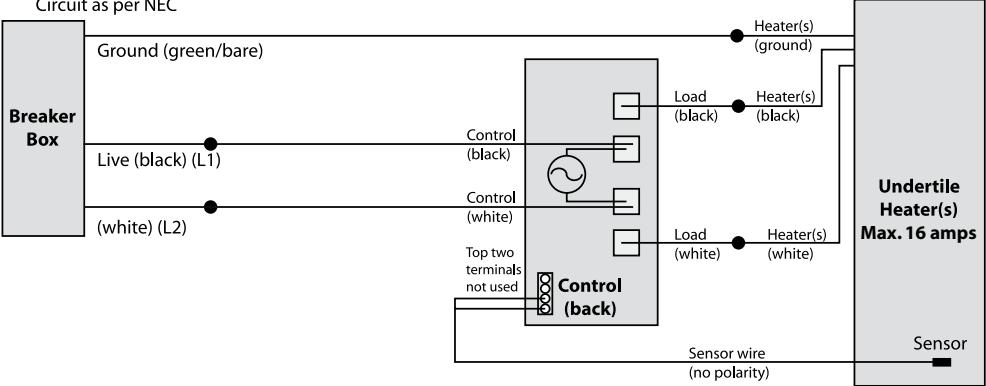 Circuit as per NEC
Ground (green/bare)
Heater(s)
(ground)
Breaker
Box
Load
(black)
Heater(s)
(black)
Live (black) (L1)
Control
(black)
(white) (L2)
Control
(white)
Undertile
Heater(s)
Max. 16 amps
Load
(white)
Heater(s)
(white)
Top two
terminals
not used
Control
(back)
Sensor wire
(no polarity)
Sensor